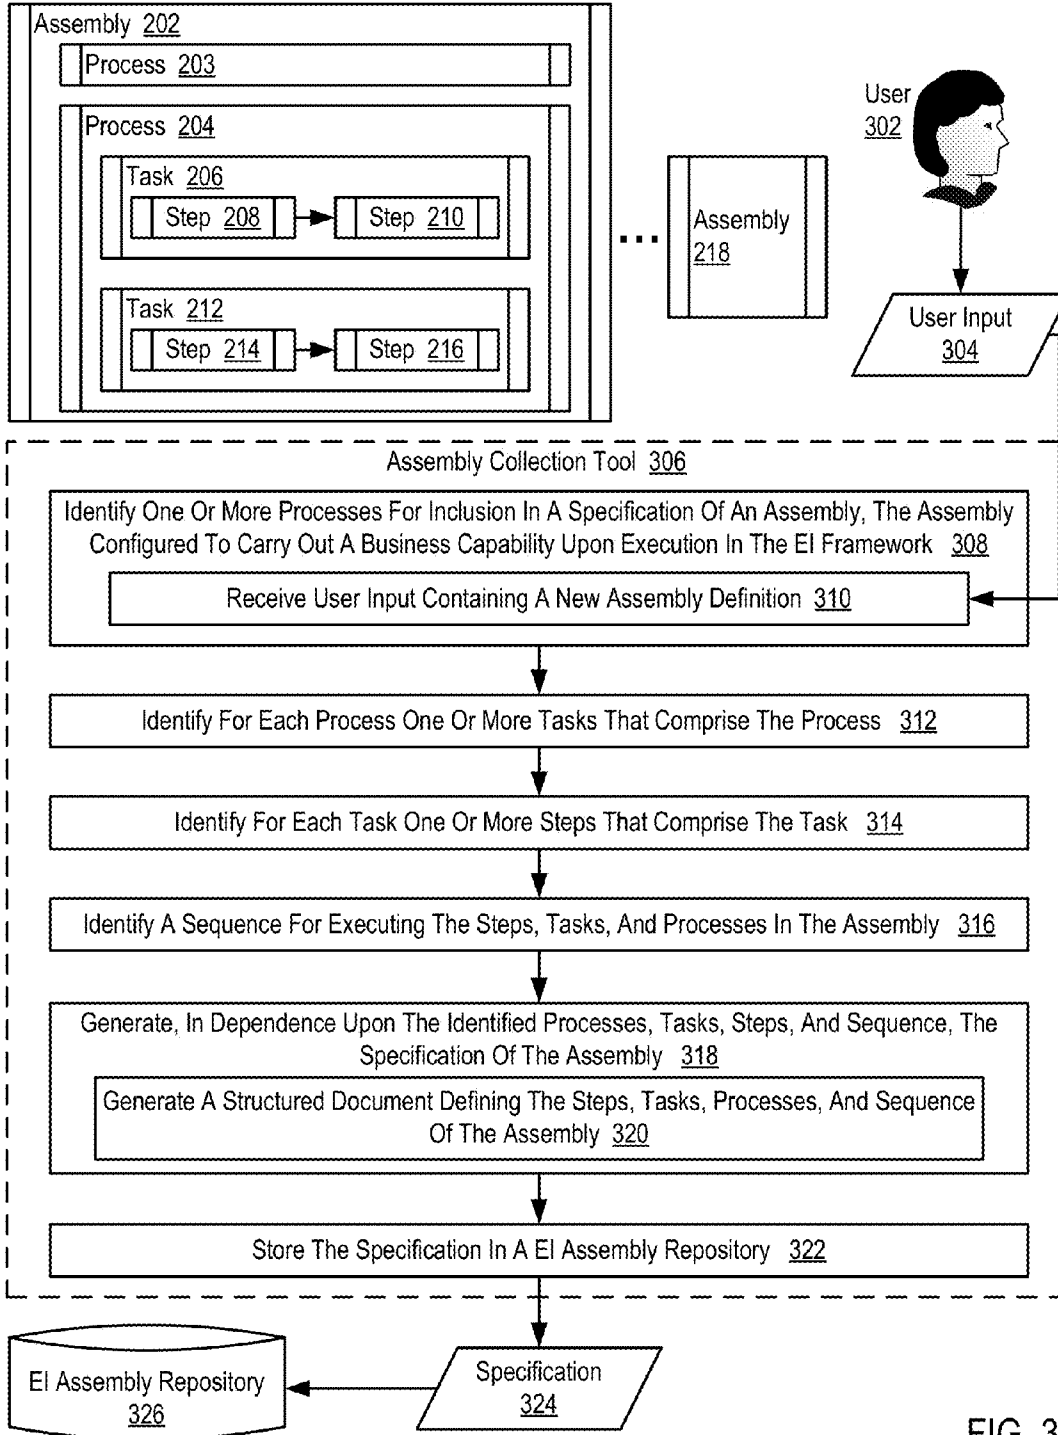 Assembly 202
Process 203
Process 204
Task 206
Step 208
Step 210
Task 212
Step 214
Step 216
...
Assembly
218
User
302
User Input
304
Assembly Collection Tool 306
Identify One Or More Processes For Inclusion In A Specification Of An Assembly, The Assembly
Configured To Carry Out A Business Capability Upon Execution In The EI Framework 308
Receive User Input Containing A New Assembly Definition 310
Identify For Each Process One Or More Tasks That Comprise The Process 312
Identify For Each Task One Or More Steps That Comprise The Task 314
Identify A Sequence For Executing The Steps, Tasks, And Processes In The Assembly 316
Generate, In Dependence Upon The Identified Processes, Tasks, Steps, And Sequence, The
Specification Of The Assembly 318
Generate A Structured Document Defining The Steps, Tasks, Processes, And Sequence
Of The Assembly 320
Store The Specification In A EI Assembly Repository 322
EI Assembly Repository
326
Specification
324
FIG. 3